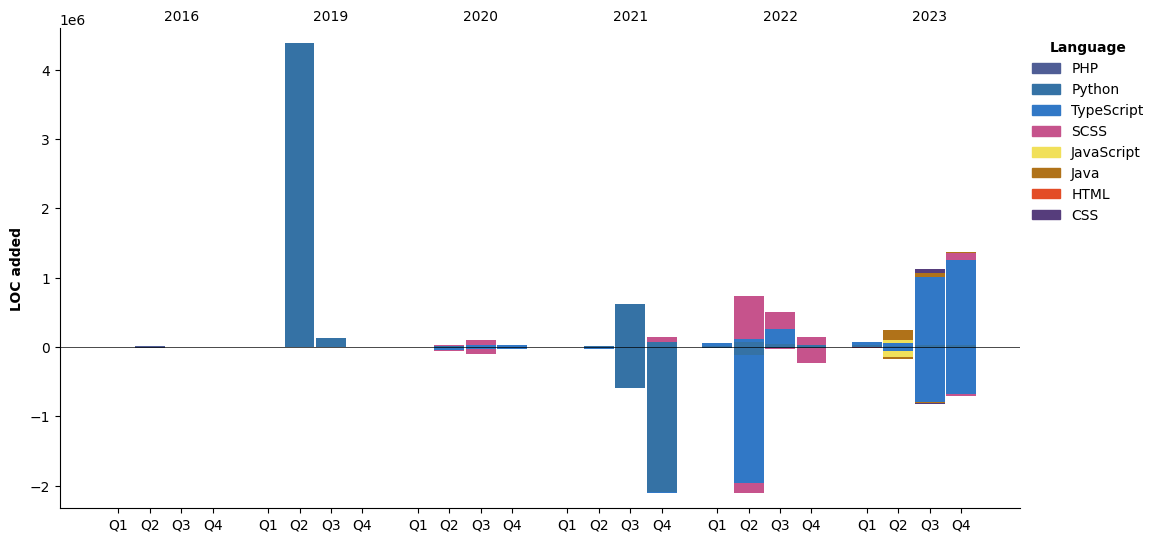 1e6
2016 2019 2020 2021 2022 2023
Language
PHP
Python
TypeScript
SCSS
JavaScript
Java
HTML
CSS
LOC added
4
3
2
1
0
−1
−2
Q1 Q2 Q3 Q4 Q1 Q2 Q3 Q4 Q1 Q2 Q3 Q4 Q1 Q2 Q3 Q4 Q1 Q2 Q3 Q4 Q1 Q2 Q3 Q4